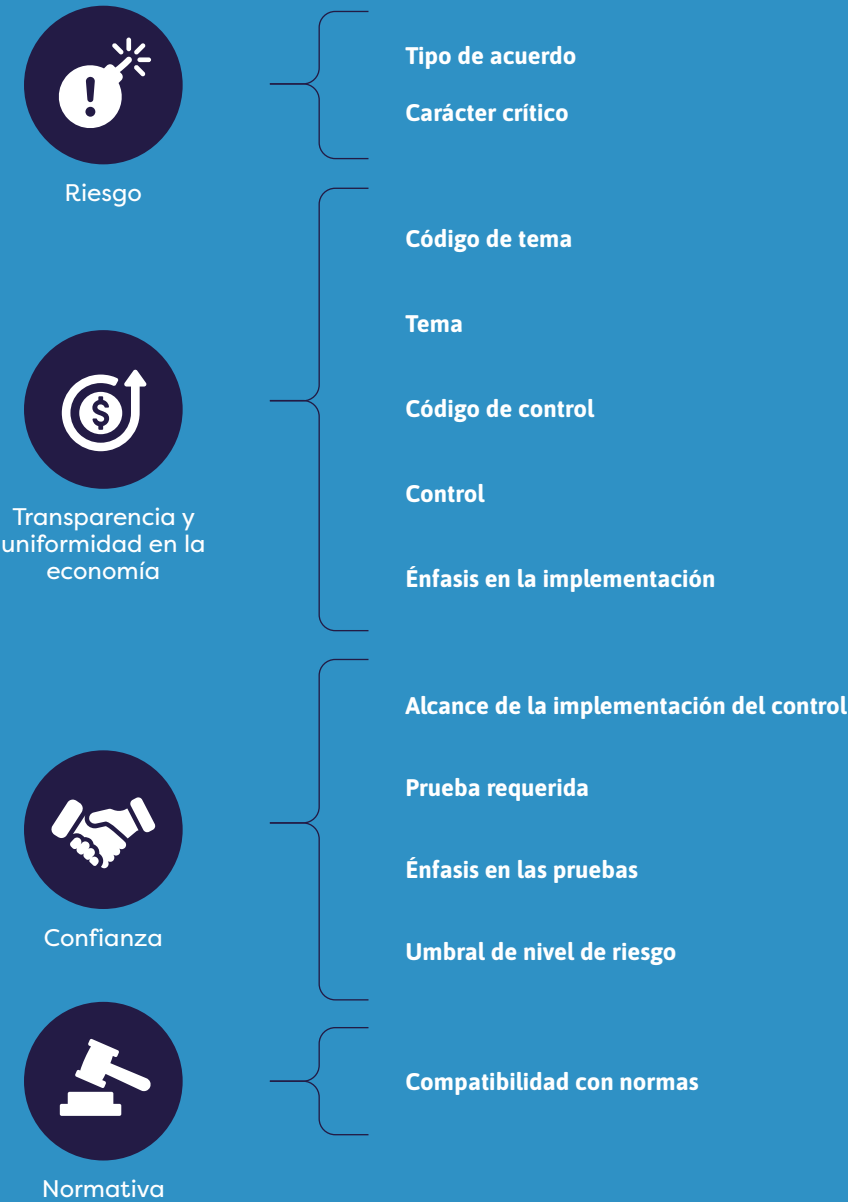 Riesgo
Tipo de acuerdo
Carácter crítico
Transparencia y
uniformidad en la
economía
Código de tema
Tema
Código de control
Control
Énfasis en la implementación
Confianza
Alcance de la implementación del control
Prueba requerida
Énfasis en las pruebas
Umbral de nivel de riesgo
Normativa
Compatibilidad con normas